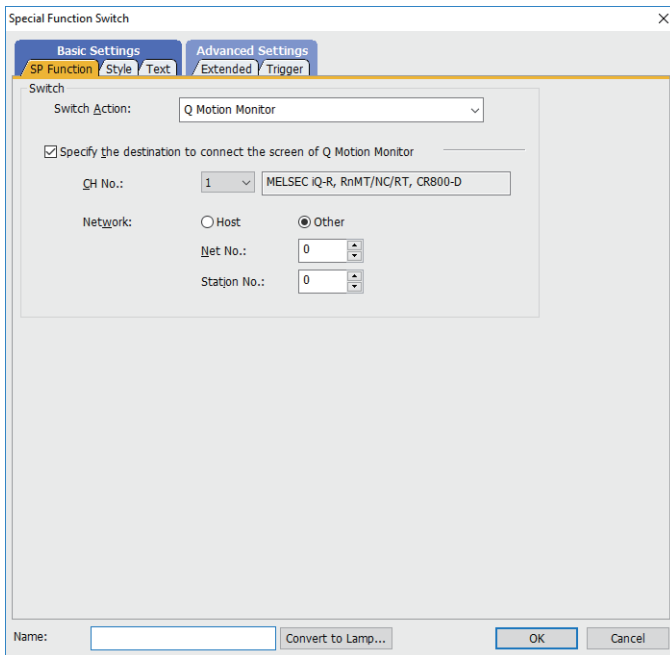 Special Function Switch
Basic Settings Advanced Settings
SP Function Style Text Extended Trigger
Switch
Switch Action: Q Motion Monitor
Specify the destination to connect the screen of Q Motion Monitor
CH No.: 1 MELSEC iQ-R, RnMT/NC/RT, CR800-D
Network: Host Other
Net No.: 0
Station No.: 0
Name: Convert to Lamp... OK Cancel